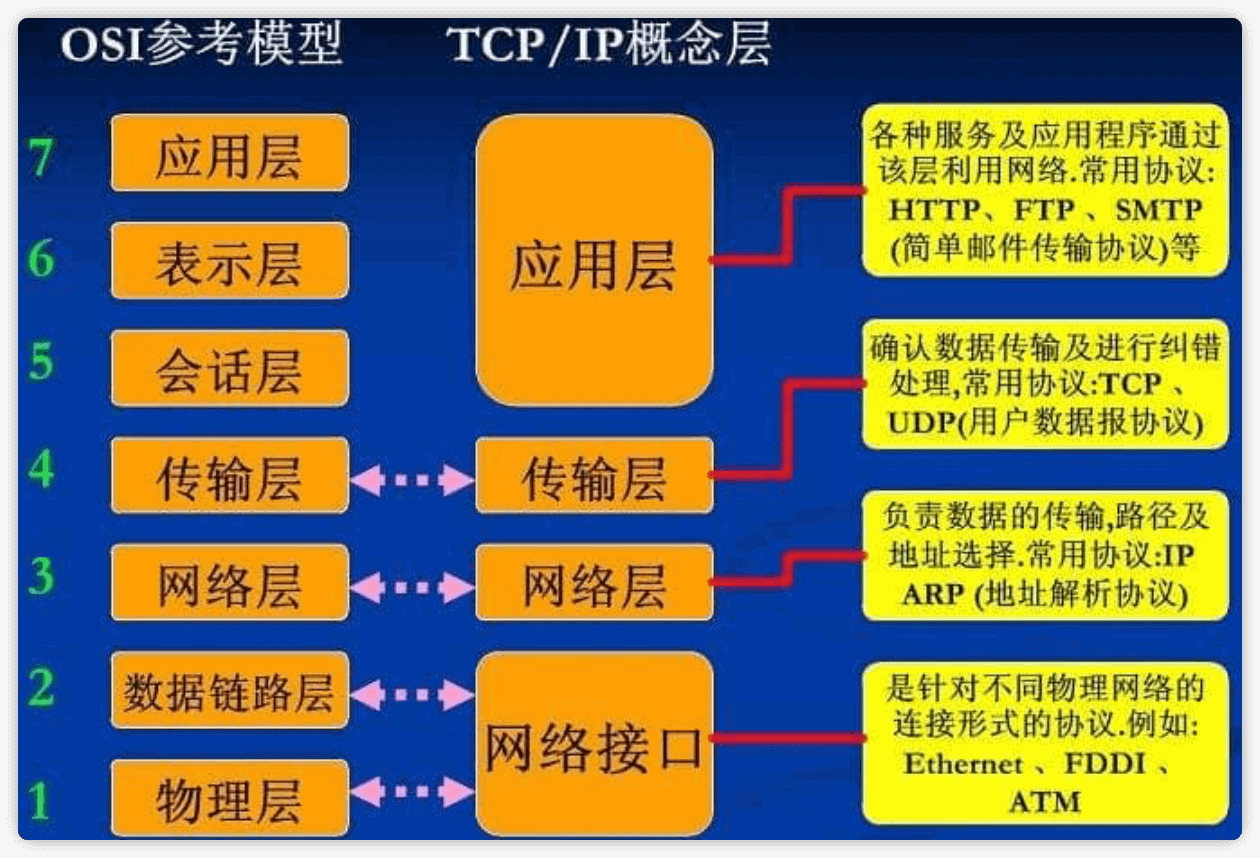 OSI参考模型
TCP/IP概念层
7
应用层
6
表示层
5
会话层
4
传输层
3
网络层
2
数据链路层
1
物理层
应用层
传输层
网络层
网络接口
各种服务及应用程序通过
该层利用网络.常用协议:
HTTP、FTP 、SMTP
(简单邮件传输协议)等
确认数据传输及进行纠错
处理,常用协议:TCP 、
UDP(用户数据报协议)
负责数据的传输,路径及
地址选择.常用协议:IP
ARP (地址解析协议)
是针对不同物理网络的
连接形式的协议.例如:
Ethernet 、FDDI 、
ATM